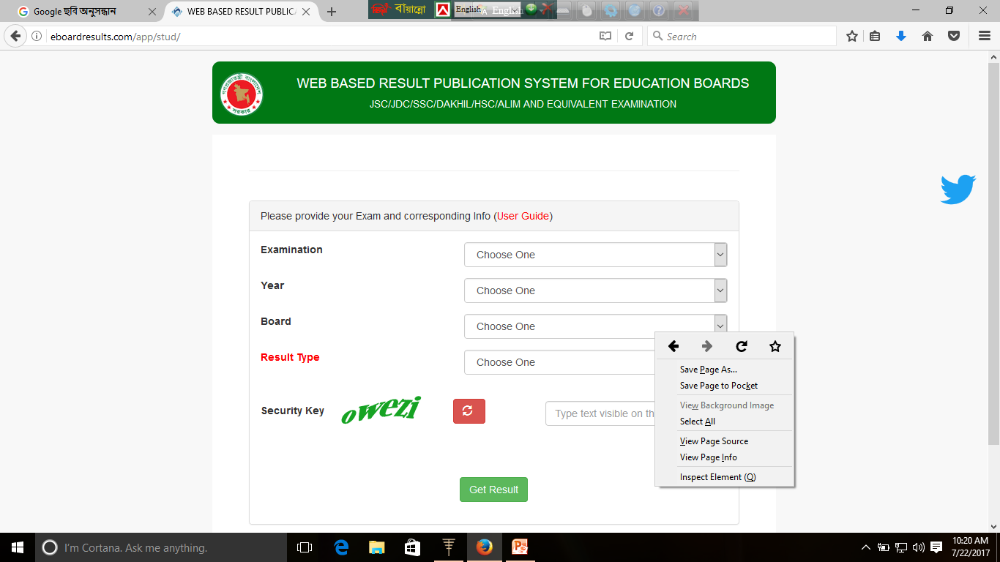 Google ছবি অনুসন্ধান
WEB BASED RESULT PUBLICA
বাঁয়ান্নো
English
English
eboardresults.com/app/stud/
Search
WEB BASED RESULT PUBLICATION SYSTEM FOR EDUCATION BOARDS
JSC/JDC/SSC/DAKHIL/HSC/ALIM AND EQUIVALENT EXAMINATION
Please provide your Exam and corresponding Info (User Guide)
Examination
Choose One
Year
Choose One
Board
Choose One
Result Type
Choose One
Security Key
owezi
Type text visible on th
Get Result
Save Page As...
Save Page to Pocket
View Background Image
Select All
View Page Source
View Page Info
Inspect Element (Q)
I'm Cortana. Ask me anything.
10:20 AM
7/22/2017